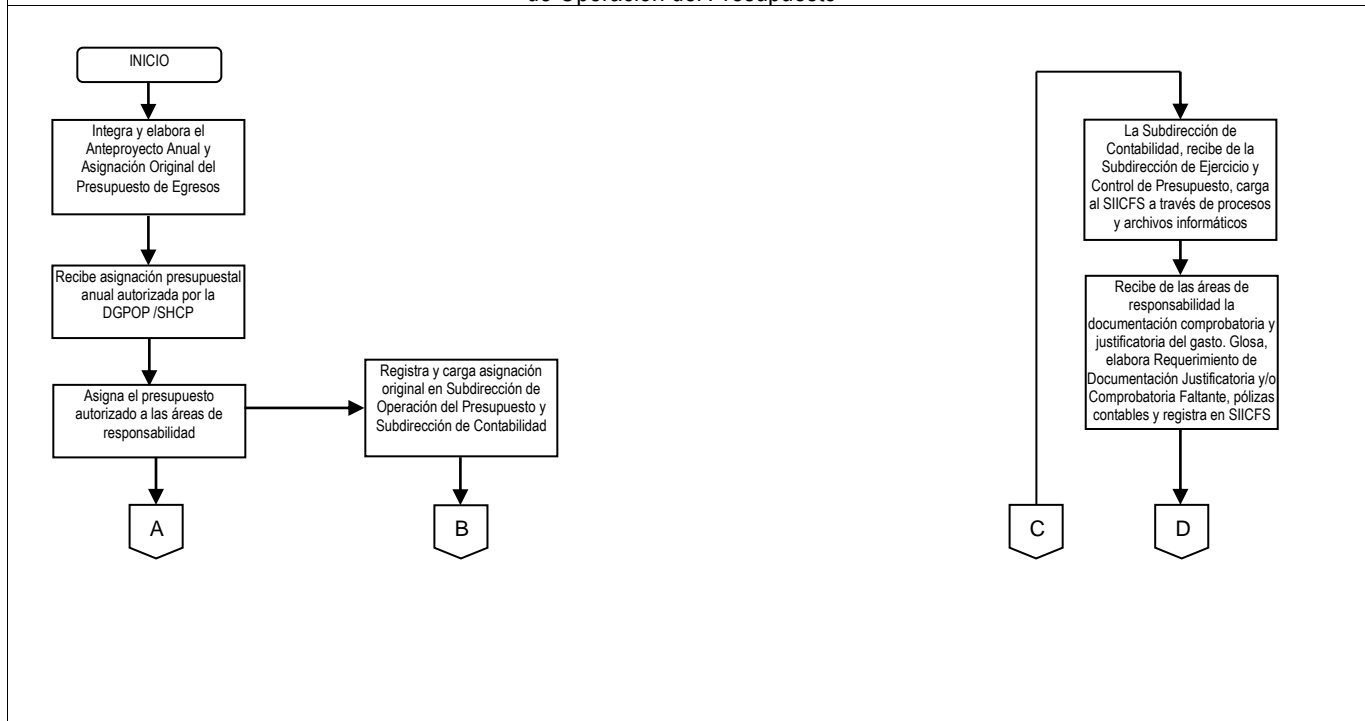 de Operación del Presupuesto
INICIO
Integra y elabora el
Anteproyecto Anual y
Asignación Original del
Presupuesto de Egresos
Recibe asignación presupuestal
anual autorizada por la
DGPOP /SHCP
Asigna el presupuesto
autorizado a las áreas de
responsabilidad
Registra y carga asignación
original en Subdirección de
Operación del Presupuesto y
Subdirección de Contabilidad
A
B
La Subdirección de
Contabilidad, recibe de la
Subdirección de Ejercicio y
Control de Presupuesto, carga
al SIICFS a través de procesos
y archivos informáticos
Recibe de las áreas de
responsabilidad la
documentación comprobatoria y
justificatoria del gasto. Glosa,
elabora Requerimiento de
Documentación Justificatoria y/o
Comprobatoria Faltante, pólizas
contables y registra en SIICFS
C
D